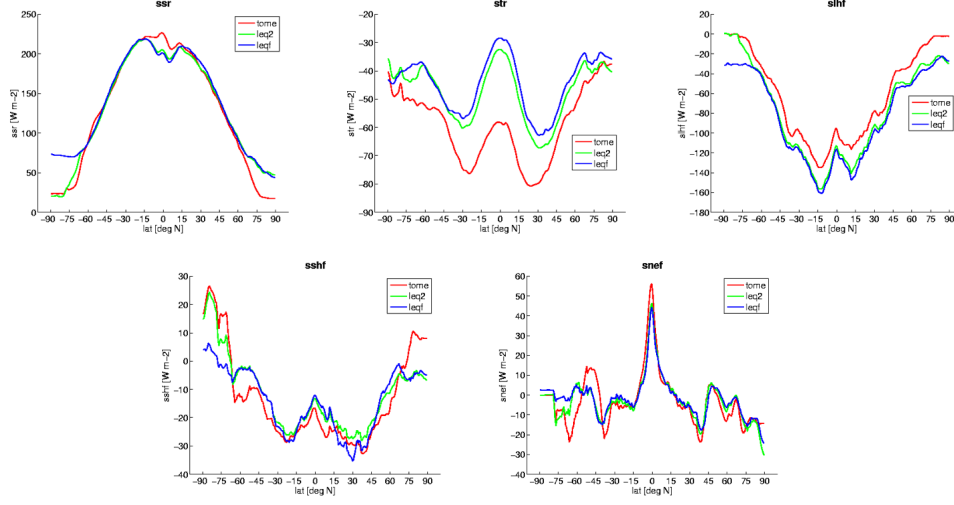 ssr
ssr [W m−2]
250
200
150
100
50
0
−90 −75 −60 −45 −30 −15 0 15 30 45 60 75 90
lat [deg N]
tome
leq2
leqf
str
str [W m−2]
−20
−30
−40
−50
−60
−70
−80
−90
−90 −75 −60 −45 −30 −15 0 15 30 45 60 75 90
lat [deg N]
tome
leq2
leqf
slhf
slhf [W m−2]
20
0
−20
−40
−60
−80
−100
−120
−140
−160
−180
−90 −75 −60 −45 −30 −15 0 15 30 45 60 75 90
lat [deg N]
tome
leq2
leqf
sshf
sshf [W m−2]
30
20
10
0
−10
−20
−30
−40
−90 −75 −60 −45 −30 −15 0 15 30 45 60 75 90
lat [deg N]
tome
leq2
leqf
snef
snef [W m−2]
60
50
40
30
20
10
0
−10
−20
−30
−40
−90 −75 −60 −45 −30 −15 0 15 30 45 60 75 90
lat [deg N]
tome
leq2
leqf